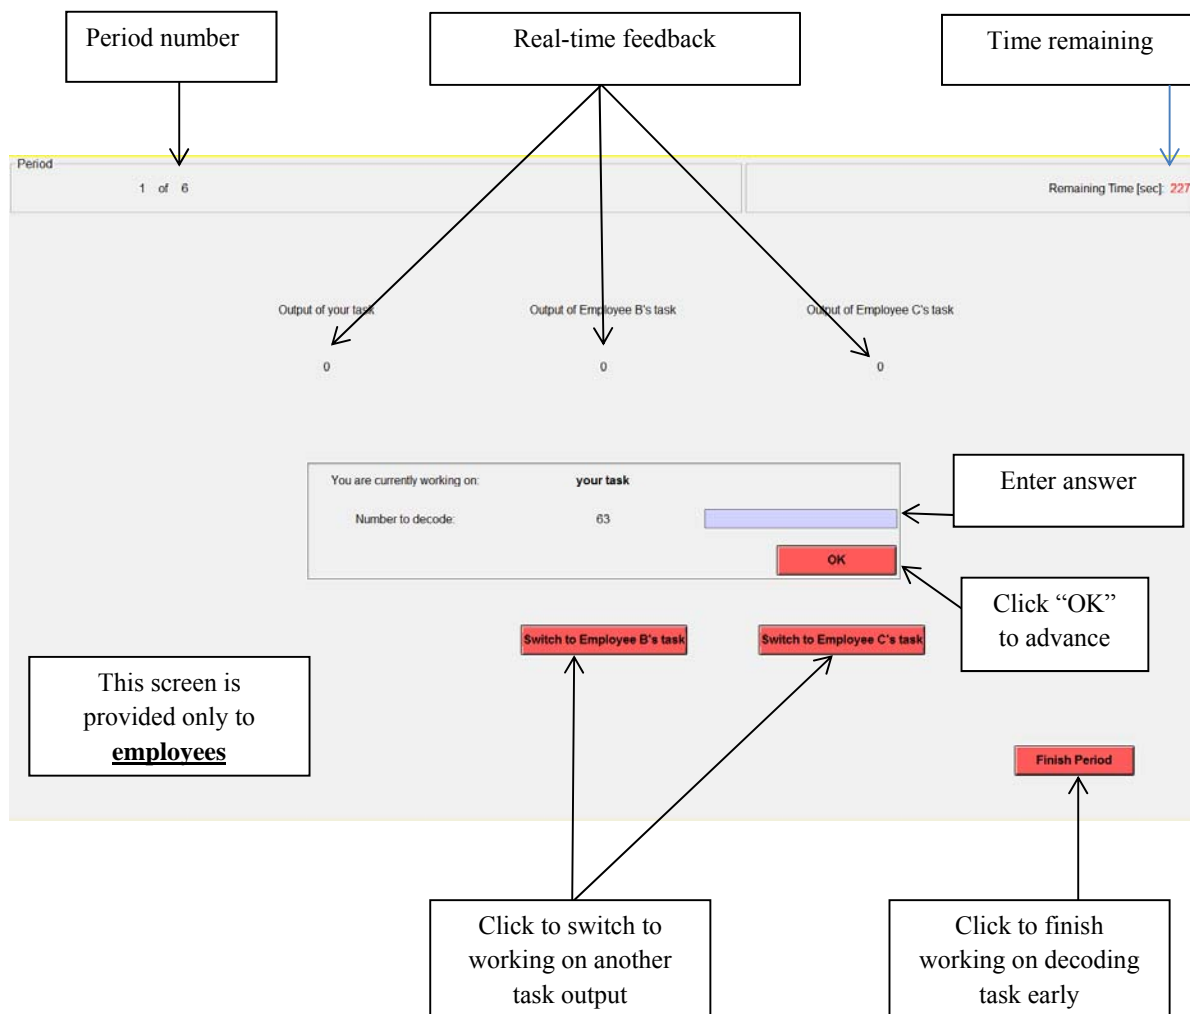 Period number
Real-time feedback
Time remaining
Period
1 of 6
Remaining Time [sec]: 227
Output of your task
Output of Employee B's task
Output of Employee C's task
0
0
0
You are currently working on:
your task
Number to decode:
63
OK
Enter answer
Click “OK”
to advance
Switch to Employee B's task
Switch to Employee C's task
This screen is
provided only to
employees
Finish Period
Click to switch to
working on another
task output
Click to finish
working on decoding
task early